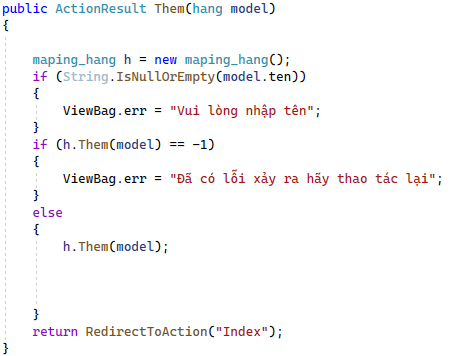 public ActionResult Them(hang model)
{
maping_hang h = new maping_hang();
if (String.IsNullOrEmpty(model.ten))
{
ViewBag.err = "Vui lòng nhập tên";
}
if (h.Them(model) == -1)
{
ViewBag.err = "Đã có lỗi xảy ra hãy thao tác lại";
}
else
{
h.Them(model);
}
return RedirectToAction("Index");
}